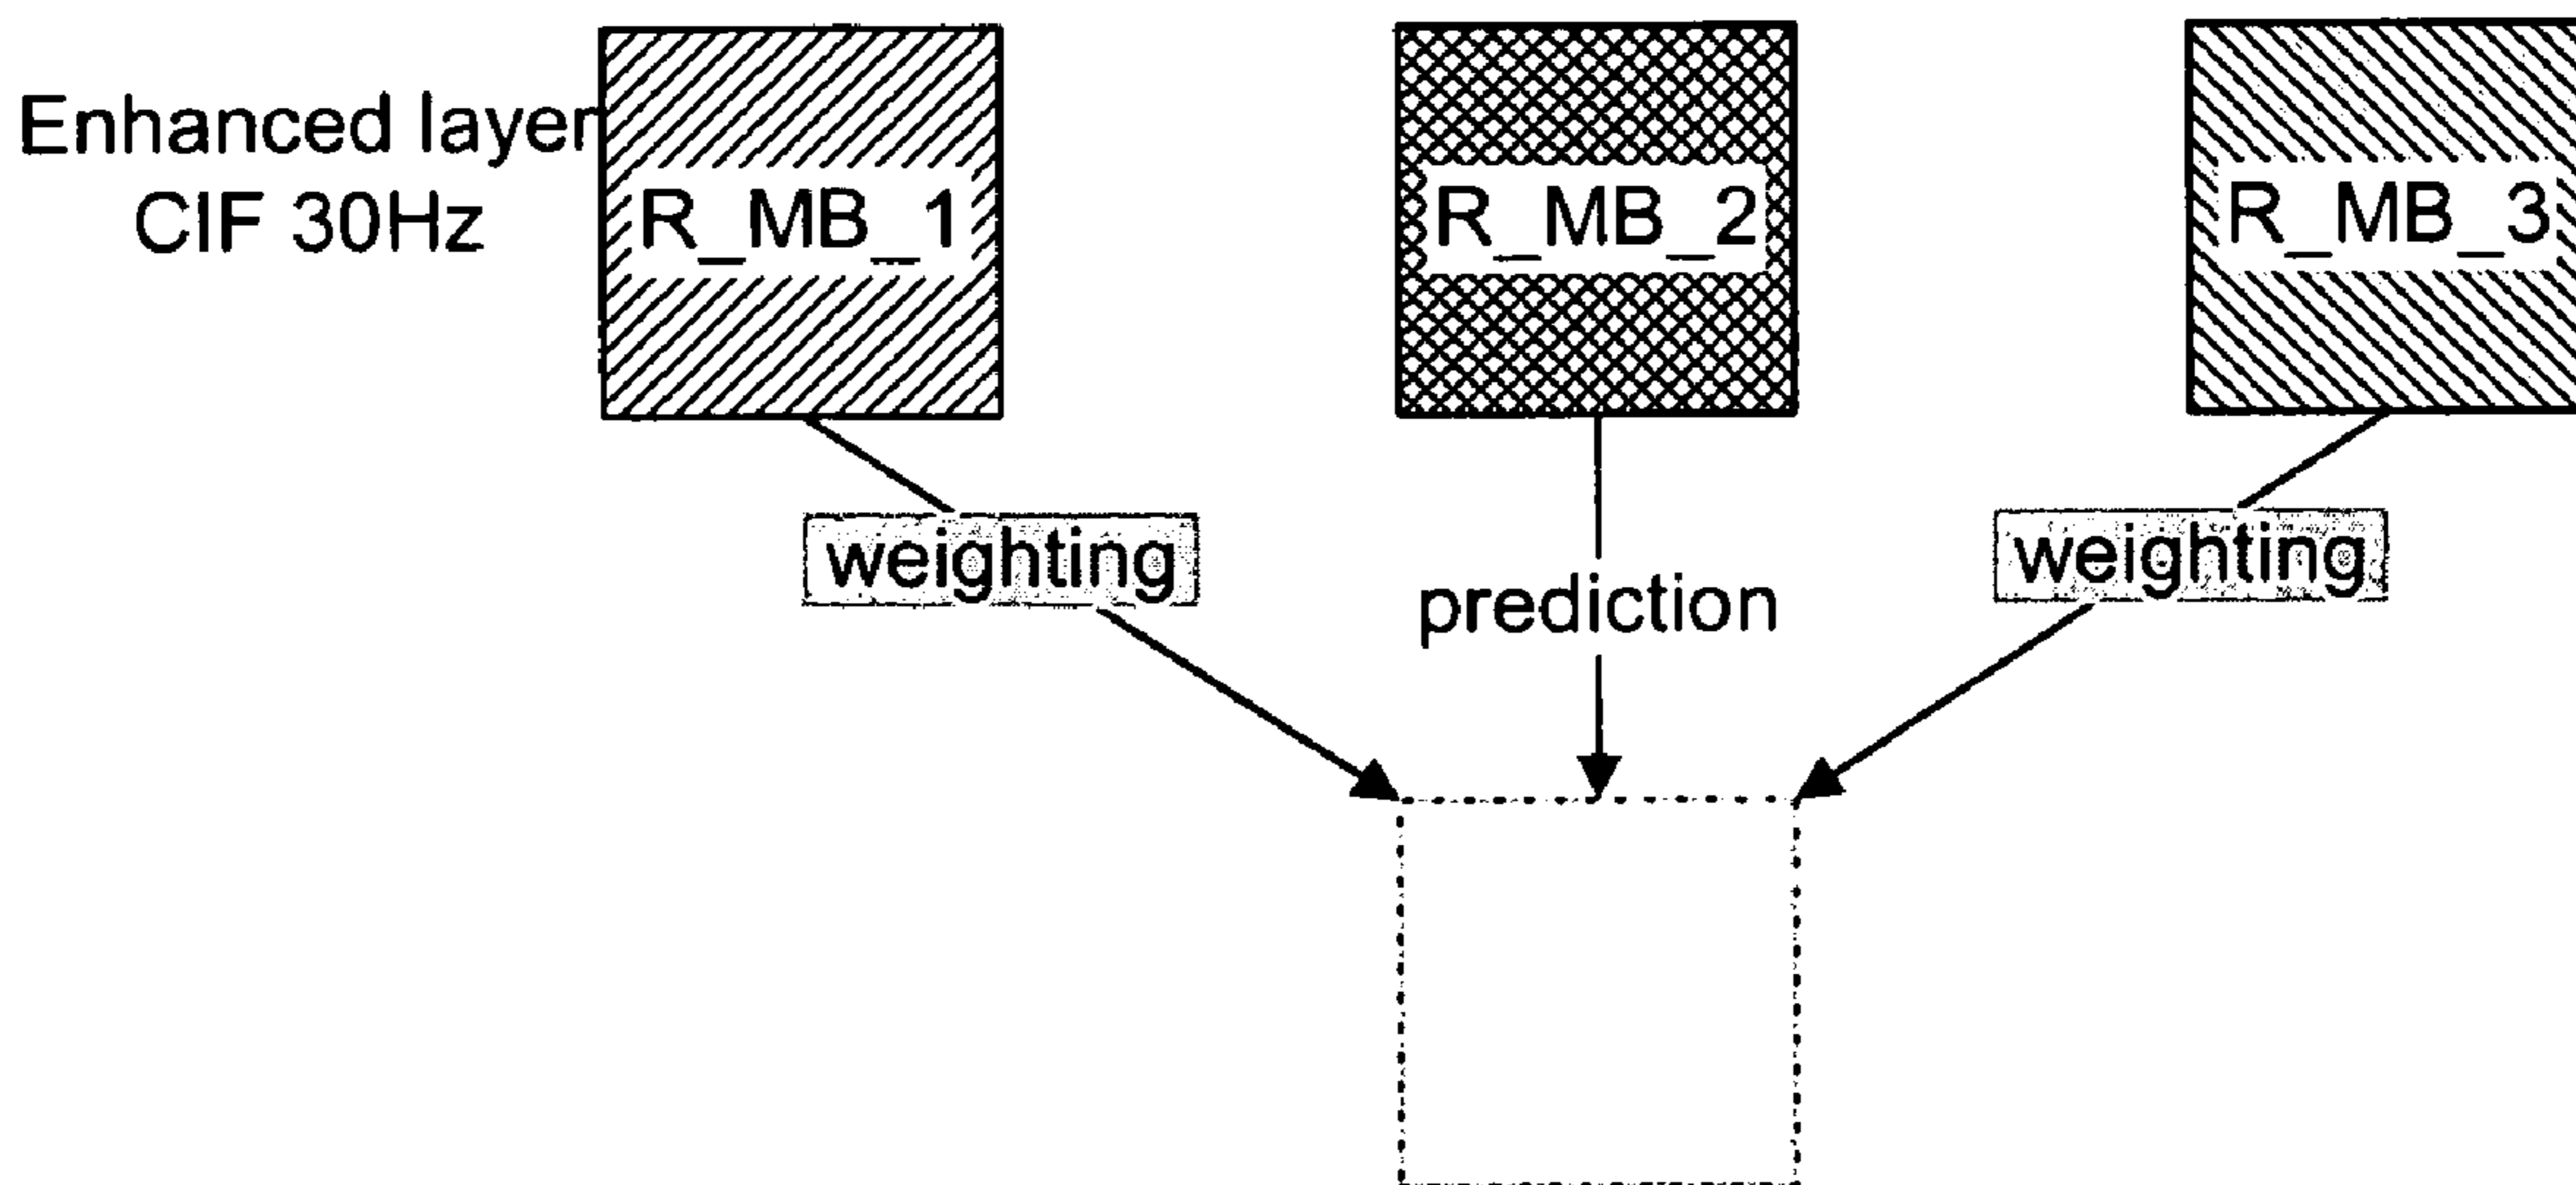 Enhanced layer
CIF 30Hz
R_MB_1
R_MB_2
R_MB_3
weighting
prediction
weighting